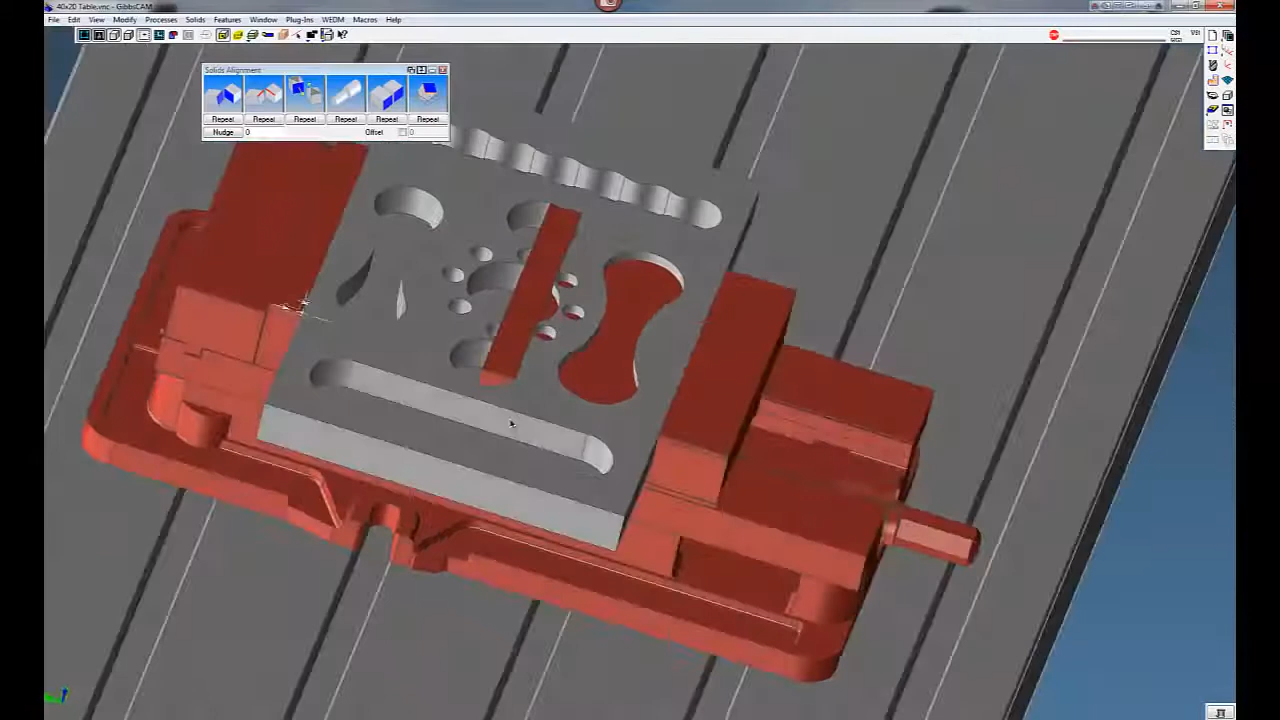 40x20 Table.vnc - GibbsCAM
File Edit View Modify Processes Solids Features Window Plug-Ins WEDM Macros Help
Solids Alignment
Repeat Repeat Repeat Repeat Repeat Repeat
Nudge 0 Offset 0